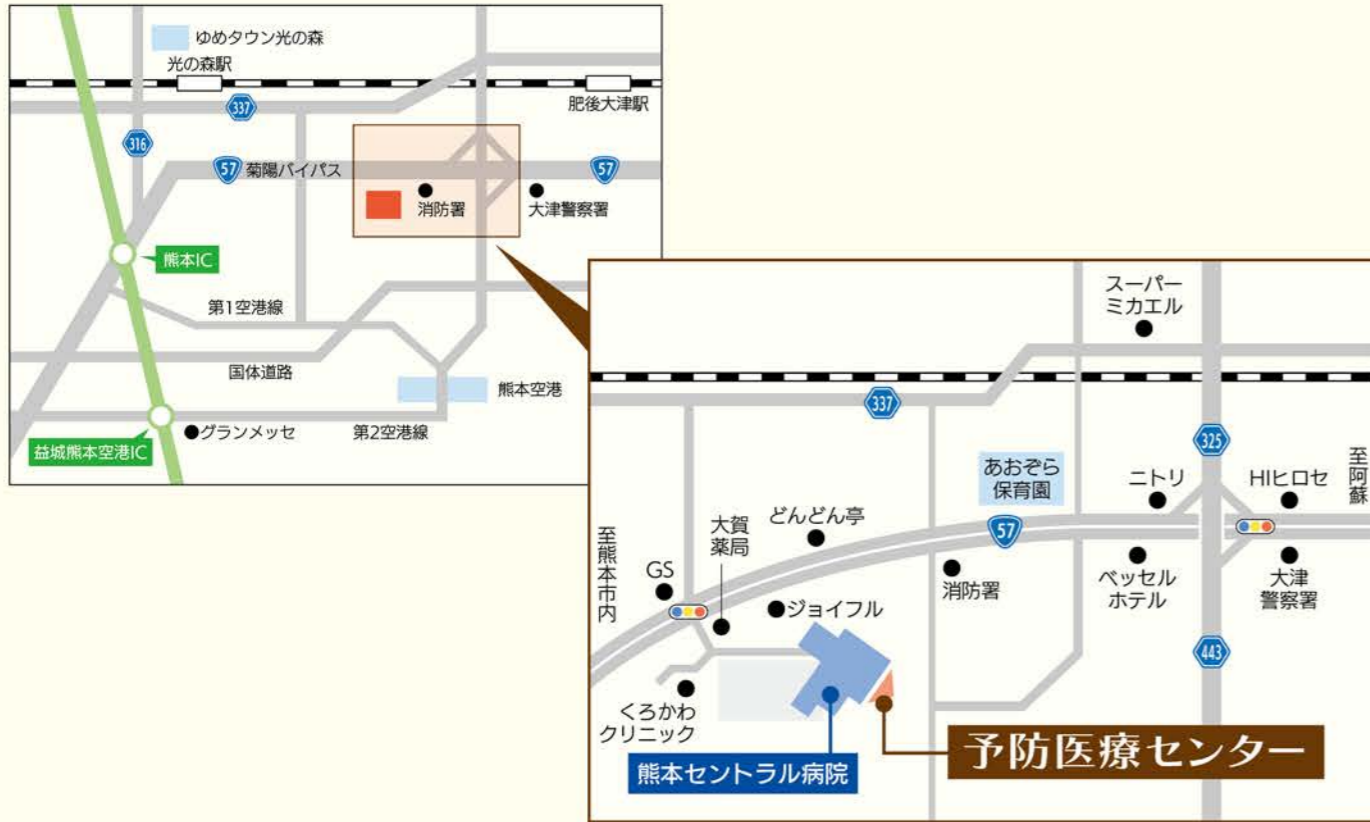 ゆめタウン光の森
光の森駅
肥後大津駅
337
316
57
菊陽バイパス
57
消防署
大津警察署
熊本IC
第1空港線
国体道路
熊本空港
益城熊本空港IC
グランメッセ
第2空港線
スーパー
ミカエル
337
325
至阿蘇
あおぞら
保育園
ニトリ
HIヒロセ
57
至熊本市内
GS
大賀
薬局
どんどん亭
ジョイフル
消防署
ベッセル
ホテル
大津
警察署
443
くろかわ
クリニック
熊本セントラル病院
予防医療センター